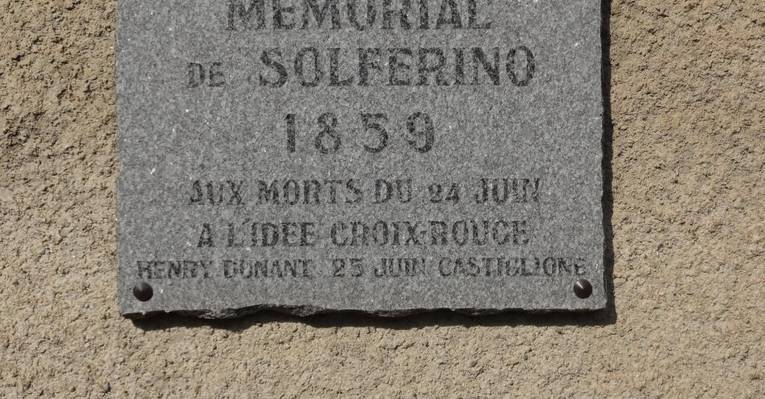 MEMORIAL
DE SOLFERINO
1859
AUX MORTS DU 24 JUIN
A L'IDEE CROIX-ROUGE
HENRY DUNANT 25 JUIN CASTIGLIONE